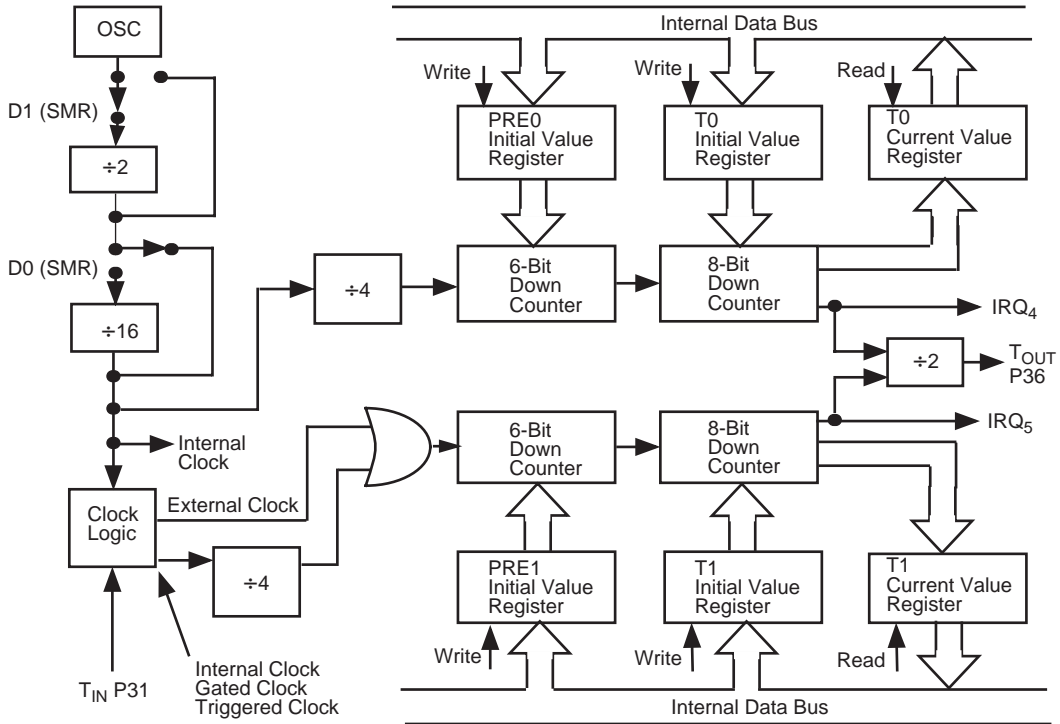 Internal Data Bus
OSC
Write
Write
Read
D1 (SMR)
PRE0
Initial Value
Register
T0
Initial Value
Register
T0
Current Value
Register
÷2
D0 (SMR)
6-Bit
Down
Counter
8-Bit
Down
Counter
÷4
÷16
IRQ4
÷2
TOUT
P36
Internal
Clock
6-Bit
Down
Counter
8-Bit
Down
Counter
IRQ5
Clock
Logic
External Clock
÷4
PRE1
Initial Value
Register
T1
Initial Value
Register
T1
Current Value
Register
Write
Write
Read
TIN P31
Internal Clock
Gated Clock
Triggered Clock
Internal Data Bus